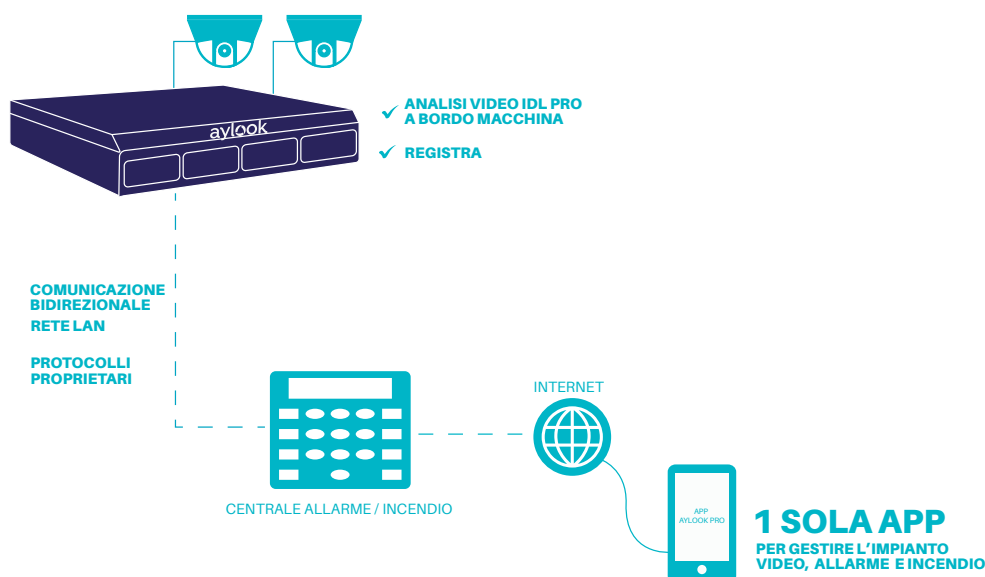 aylook
ANALISI VIDEO IDL PRO
A BORDO MACCHINA
REGISTRA
COMUNICAZIONE
BIDIREZIONALE
RETE LAN
PROTOCOLLI
PROPRIETARI
INTERNET
CENTRALE ALLARME / INCENDIO
APP
AYLOOK PRO
1 SOLA APP
PER GESTIRE L'IMPIANTO
VIDEO, ALLARME E INCENDIO